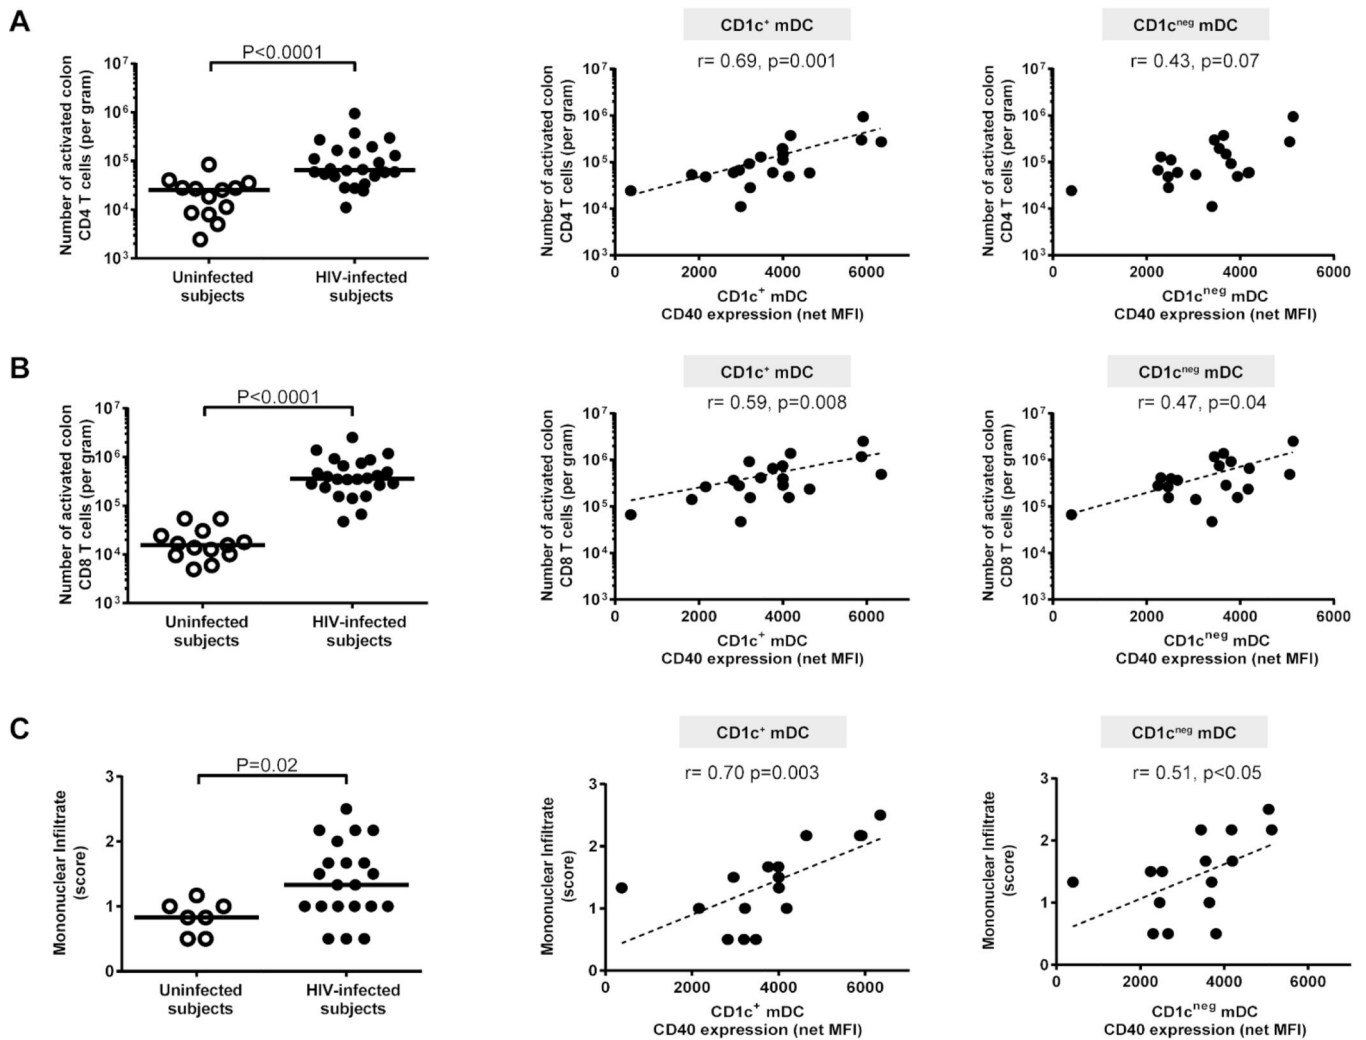 A
P<0.0001
Number of activated colon
CD4 T cells (per gram)
10⁷
10⁶
10⁵
10⁴
10³
Uninfected
subjects
HIV-infected
subjects
CD1c⁺ mDC
r= 0.69, p=0.001
Number of activated colon
CD4 T cells (per gram)
10⁷
10⁶
10⁵
10⁴
10³
0 2000 4000 6000
CD1c⁺ mDC
CD40 expression (net MFI)
CD1cⁿᵉᵍ mDC
r= 0.43, p=0.07
Number of activated colon
CD4 T cells (per gram)
10⁷
10⁶
10⁵
10⁴
10³
0 2000 4000 6000
CD1cⁿᵉᵍ mDC
CD40 expression (net MFI)
B
P<0.0001
Number of activated colon
CD8 T cells (per gram)
10⁷
10⁶
10⁵
10⁴
10³
Uninfected
subjects
HIV-infected
subjects
CD1c⁺ mDC
r= 0.59, p=0.008
Number of activated colon
CD8 T cells (per gram)
10⁷
10⁶
10⁵
10⁴
10³
0 2000 4000 6000
CD1c⁺ mDC
CD40 expression (net MFI)
CD1cⁿᵉᵍ mDC
r= 0.47, p=0.04
Number of activated colon
CD8 T cells (per gram)
10⁷
10⁶
10⁵
10⁴
10³
0 2000 4000 6000
CD1cⁿᵉᵍ mDC
CD40 expression (net MFI)
C
P=0.02
Mononuclear Infiltrate
(score)
3
2
1
0
Uninfected
subjects
HIV-infected
subjects
CD1c⁺ mDC
r= 0.70 p=0.003
Mononuclear Infiltrate
(score)
3
2
1
0
0 2000 4000 6000
CD1c⁺ mDC
CD40 expression (net MFI)
CD1cⁿᵉᵍ mDC
r= 0.51, p<0.05
Mononuclear Infiltrate
(score)
3
2
1
0
0 2000 4000 6000
CD1cⁿᵉᵍ mDC
CD40 expression (net MFI)